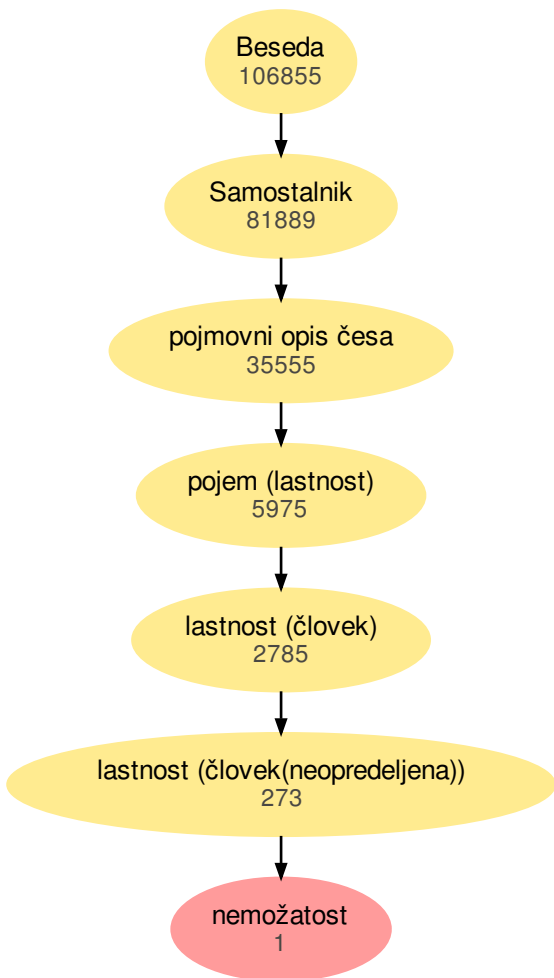 Beseda
106855
Samostalnik
81889
pojmovni opis česa
35555
pojem (lastnost)
5975
lastnost (človek)
2785
lastnost (človek(neopredeljena))
273
nemožatost
1